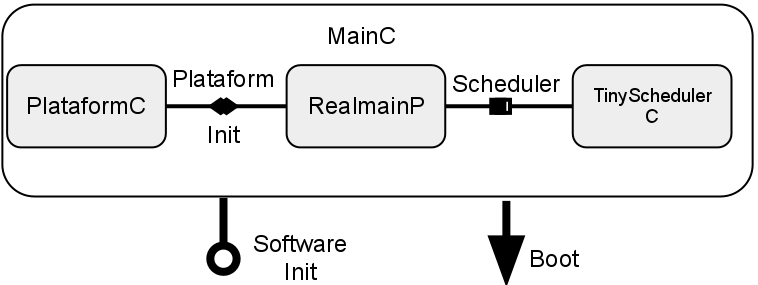 MainC
Plataform
Scheduler
PlataformC
RealmainP
TinyScheduler
C
Init
Software
Init
Boot